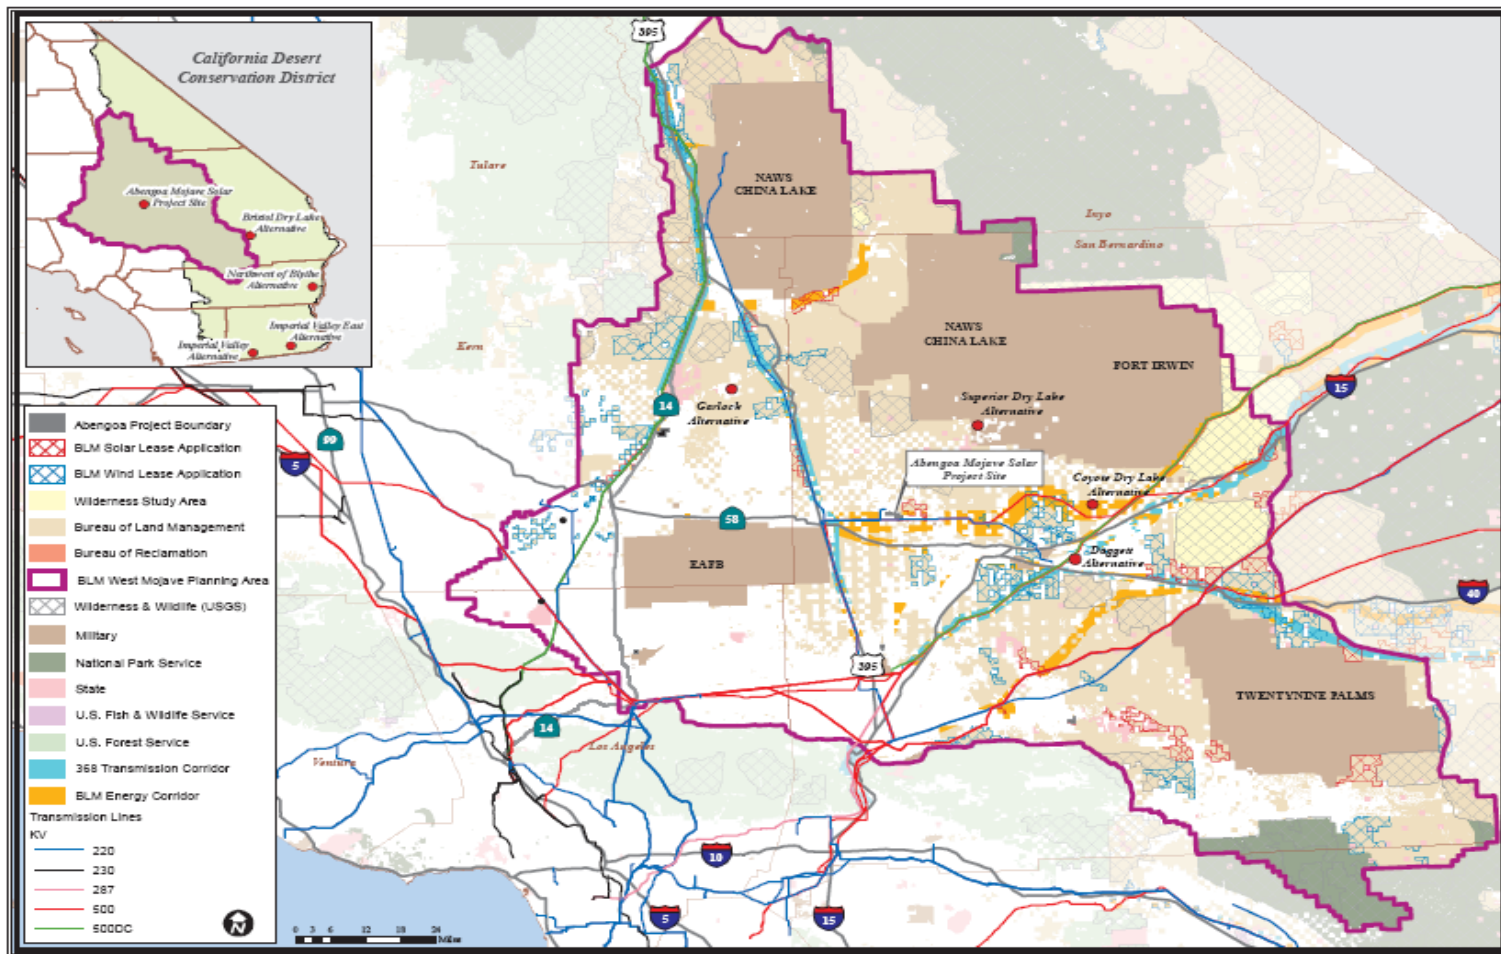 California Desert
Conservation District
Abengoa Mojave Solar
Project Site
Bristol Dry Lake
Alternative
Northwest of Blythe
Alternative
Imperial Valley East
Alternative
Imperial Valley
Alternative
Abengoa Project Boundary
BLM Solar Lease Application
BLM Wind Lease Application
Wilderness Study Area
Bureau of Land Management
Bureau of Reclamation
BLM West Mojave Planning Area
Wilderness & Wildlife (USGS)
Military
National Park Service
State
U.S. Fish & Wildlife Service
U.S. Forest Service
368 Transmission Corridor
BLM Energy Corridor
Transmission Lines
KV
220
230
287
500
500DC
N
0 3 6 12 18 24
Miles
395
Tulare
NAWS
CHINA LAKE
Inyo
San Bernardino
Kern
NAWS
CHINA LAKE
FORT IRWIN
15
14
Garlock
Alternative
Superior Dry Lake
Alternative
99
5
Abengoa Mojave Solar
Project Site
Coyote Dry Lake
Alternative
58
EAFB
Daggett
Alternative
40
395
TWENTYNINE PALMS
14
Los Angeles
Ventura
10
5
15